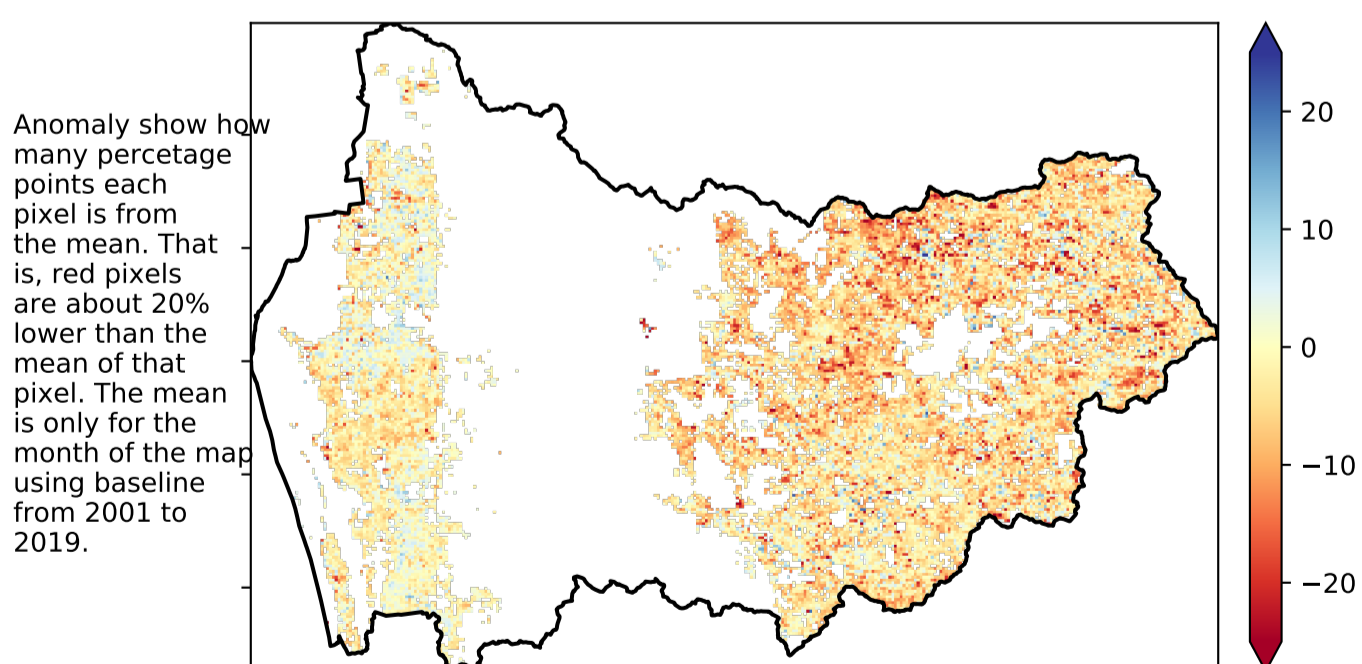 Anomaly show how
many percetage
points each
pixel is from
the mean. That
is, red pixels
are about 20%
lower than the
mean of that
pixel. The mean
is only for the
month of the map
using baseline
from 2001 to
2019.
20
10
0
−10
−20